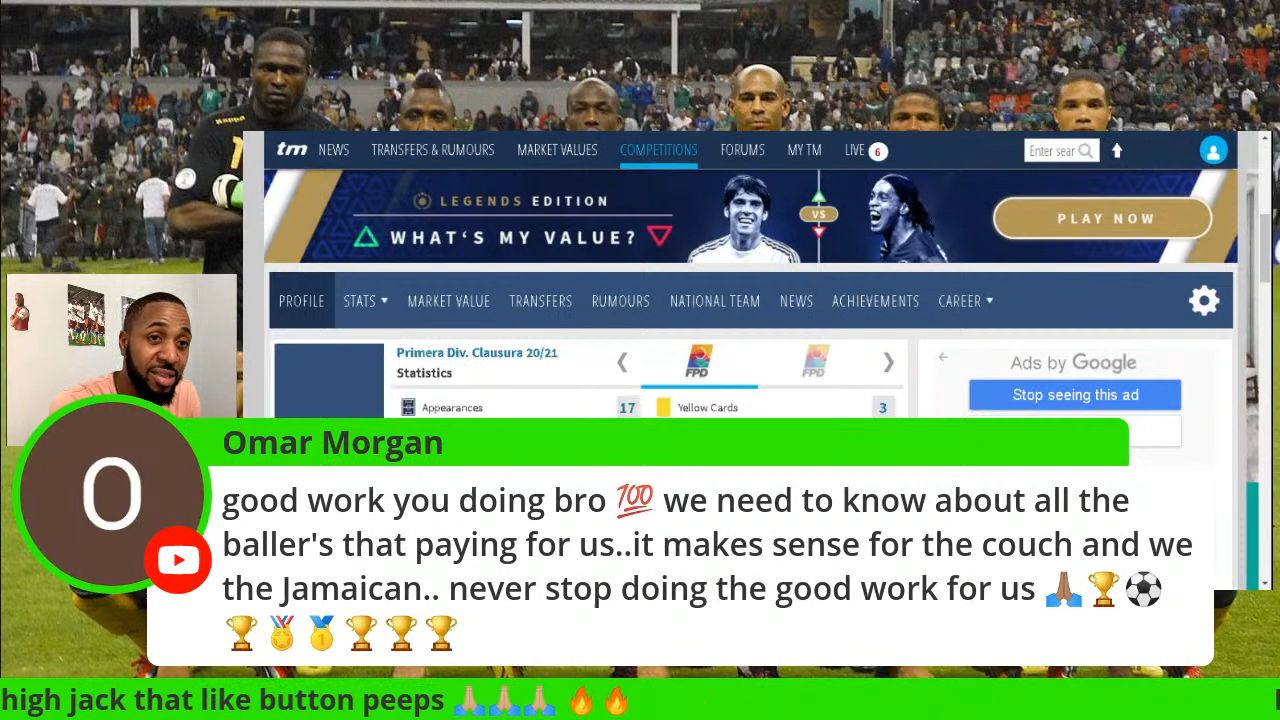 tm NEWS TRANSFERS & RUMOURS MARKET VALUES COMPETITIONS FORUMS MY TM LIVE 6 Enter sear
LEGENDS EDITION
WHAT'S MY VALUE?
VS
PLAY NOW
PROFILE STATS MARKET VALUE TRANSFERS RUMOURS NATIONAL TEAM NEWS ACHIEVEMENTS CAREER
Primera Div. Clausura 20/21
Statistics
FPD FPD
Appearances 17 Yellow Cards 3
Ads by Google
Stop seeing this ad
Kappa
1
O
Omar Morgan
good work you doing bro 💯 we need to know about all the
baller's that paying for us..it makes sense for the couch and we
the Jamaican.. never stop doing the good work for us 🙏🏽🏆⚽
🏆🏅🥇🏆🏆🏆
high jack that like button peeps 🙏🏼🙏🏼🙏🏼 🔥🔥